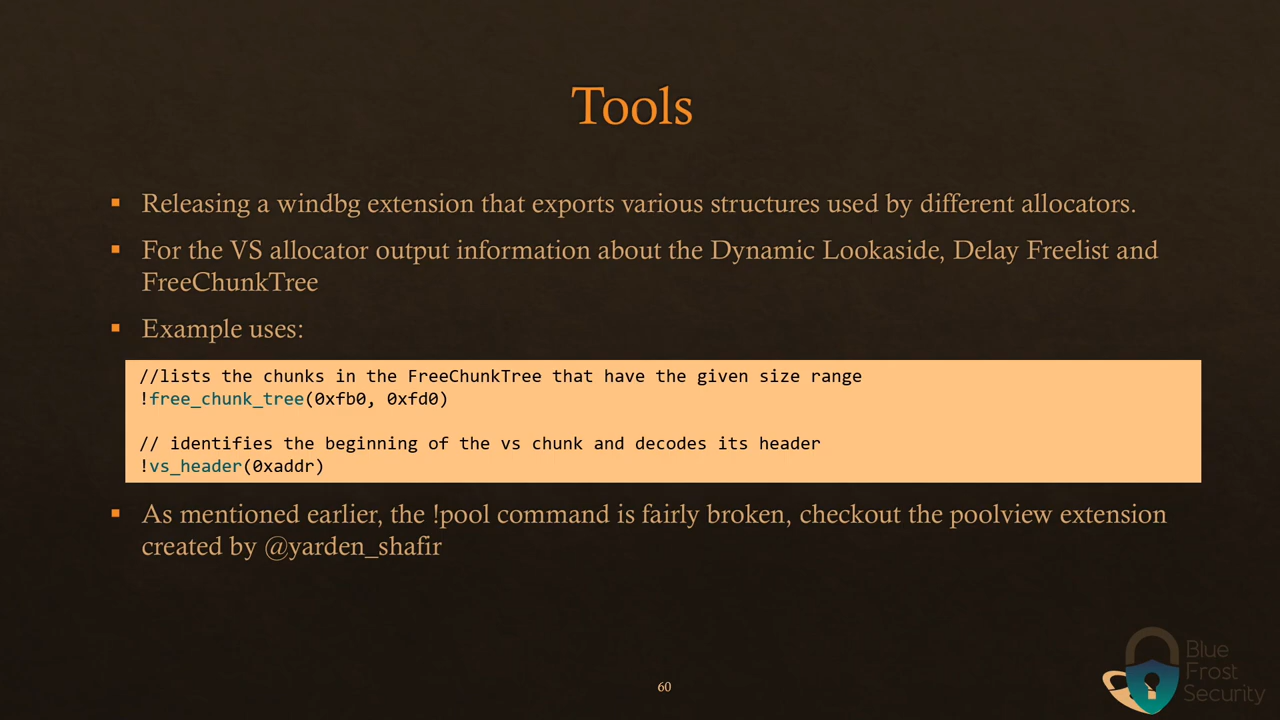 Tools
▪ Releasing a windbg extension that exports various structures used by different allocators.
▪ For the VS allocator output information about the Dynamic Lookaside, Delay Freelist and
FreeChunkTree
▪ Example uses:
//lists the chunks in the FreeChunkTree that have the given size range
!free_chunk_tree(0xfb0, 0xfd0)
// identifies the beginning of the vs chunk and decodes its header
!vs_header(0xaddr)
▪ As mentioned earlier, the !pool command is fairly broken, checkout the poolview extension
created by @yarden_shafir
60
Blue
Frost
Security